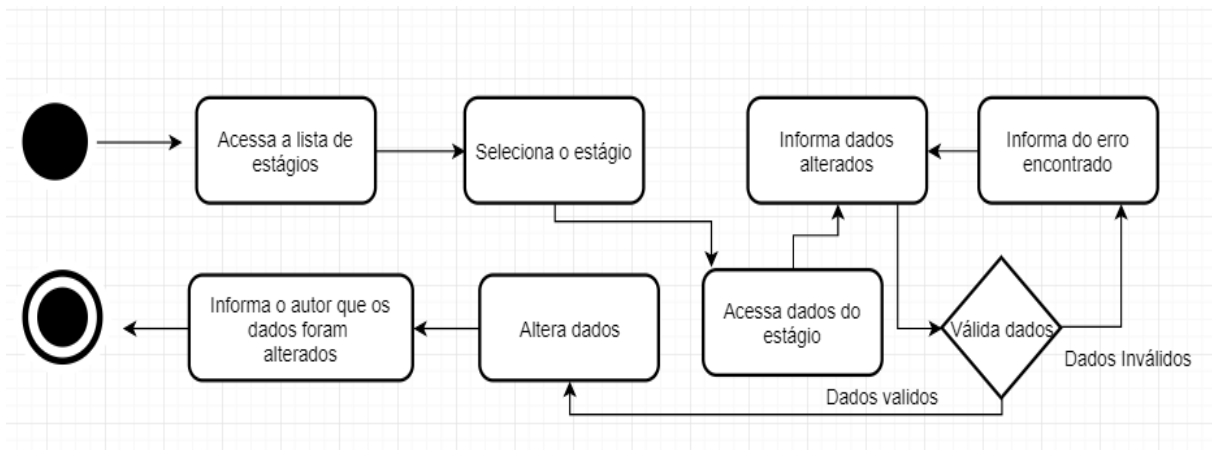 Acessa a lista de
estágios
Seleciona o estágio
Informa dados
alterados
Informa do erro
encontrado
Informa o autor que os
dados foram
alterados
Altera dados
Acessa dados do
estágio
Válida dados
Dados Inválidos
Dados validos